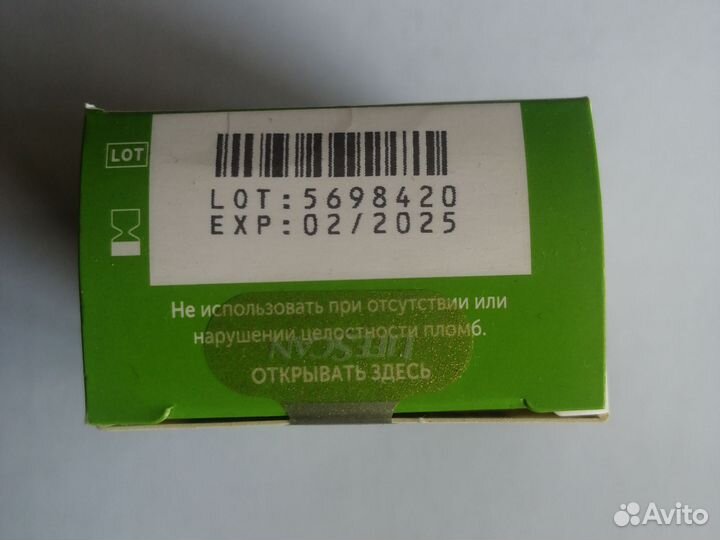 LOT
LOT:5698420
EXP:02/2025
Не использовать при отсутствии или
нарушении целостности пломб.
LIFESCAN
ОТКРЫВАТЬ ЗДЕСЬ
Avito